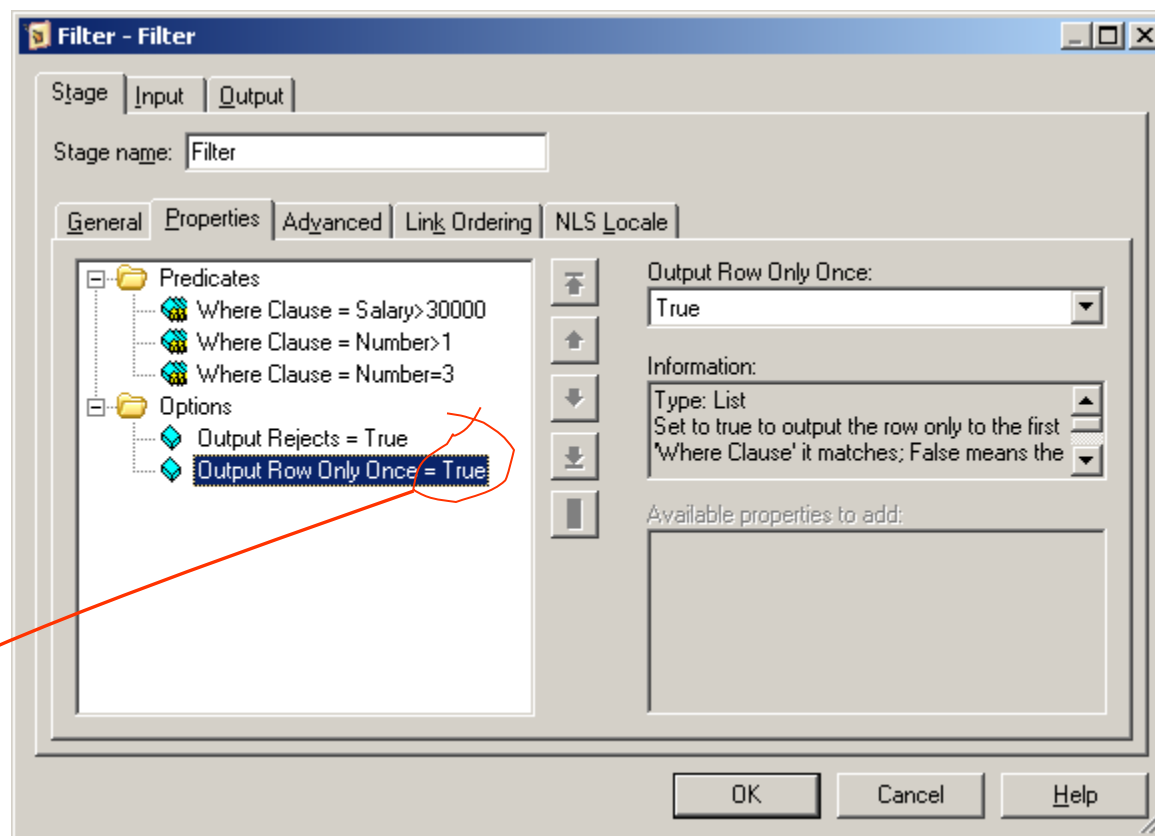 Filter - Filter
Stage Input Output
Stage name: Filter
General Properties Advanced Link Ordering NLS Locale
Predicates
Where Clause = Salary>30000
Where Clause = Number>1
Where Clause = Number=3
Options
Output Rejects = True
Output Row Only Once = True
Output Row Only Once:
True
Information:
Type: List
Set to true to output the row only to the first
'Where Clause' it matches; False means the
Available properties to add:
OK Cancel Help